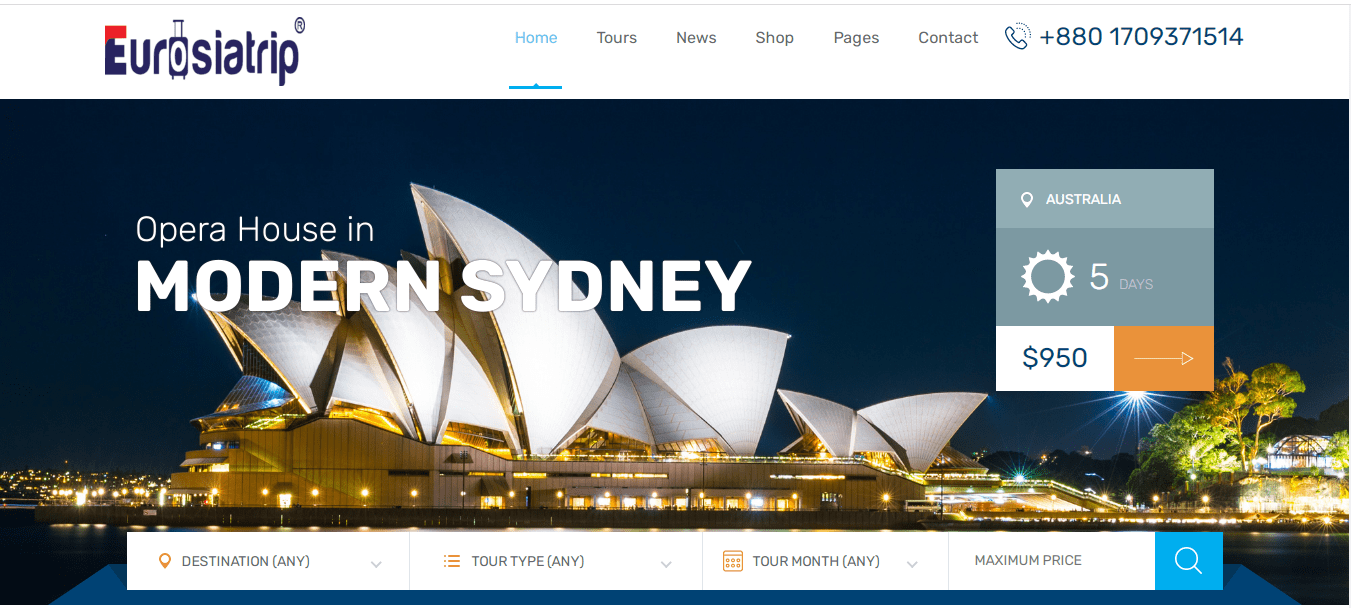 Eurosiatrip®
Home Tours News Shop Pages Contact +880 1709371514
Opera House in
MODERN SYDNEY
AUSTRALIA
5 DAYS
$950
DESTINATION (ANY) TOUR TYPE (ANY) TOUR MONTH (ANY) MAXIMUM PRICE